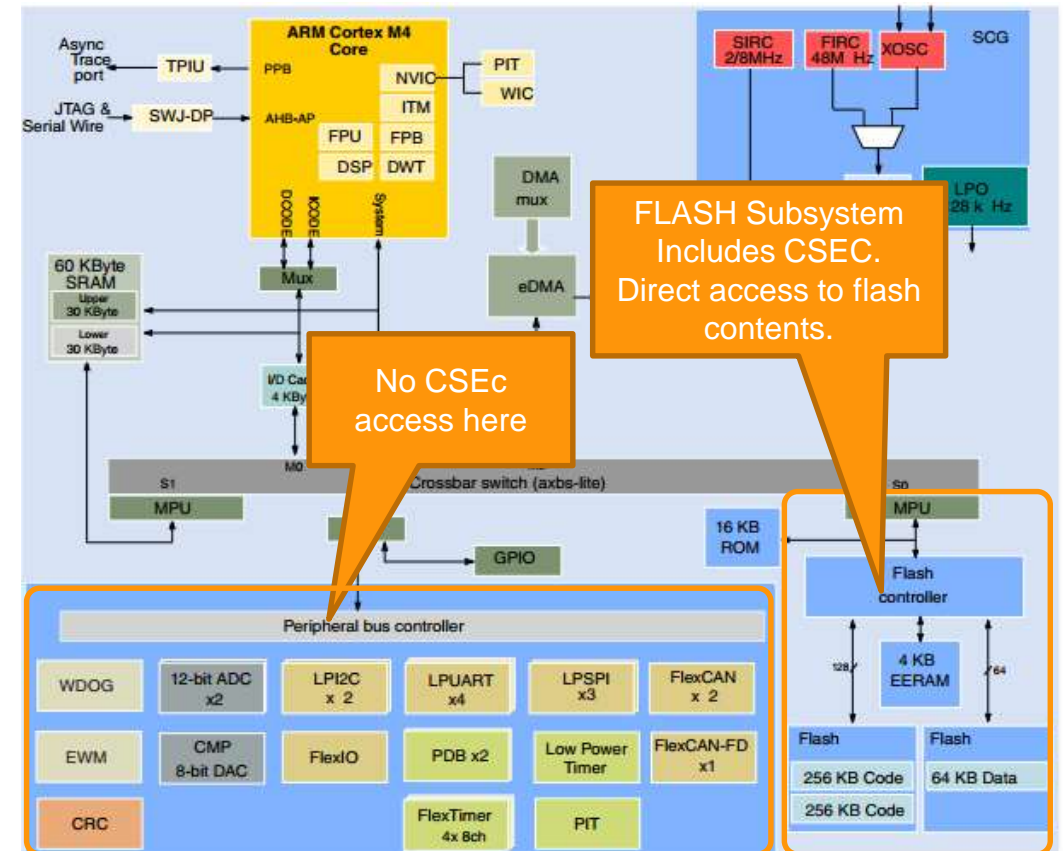 Async
Trace
port
TPIU
JTAG &
Serial Wire
SWJ-DP
ARM Cortex M4
Core
PPB
AHB-AP
NVIC
ITM
FPU
FPB
DSP
DWT
DCODE
ICODE
System
PIT
WIC
SIRC
2/8MHz
FIRC
48M Hz
XOSC
SCG
LPO
28 k Hz
DMA
mux
eDMA
FLASH Subsystem
Includes CSEC.
Direct access to flash
contents.
60 KByte
SRAM
Upper
30 KByte
Lower
30 KByte
Mux
I/D Cac
4 KBy
No CSEc
access here
M0
S1
Crossbar switch (axbs-lite)
S0
MPU
MPU
GPIO
16 KB
ROM
Flash
controller
128
4 KB
EERAM
64
Flash
256 KB Code
256 KB Code
Flash
64 KB Data
Peripheral bus controller
WDOG
12-bit ADC
x2
LPI2C
x 2
LPUART
x4
LPSPI
x3
FlexCAN
x 2
EWM
CMP
8-bit DAC
FlexIO
PDB x2
Low Power
Timer
FlexCAN-FD
x1
CRC
FlexTimer
4x 8ch
PIT